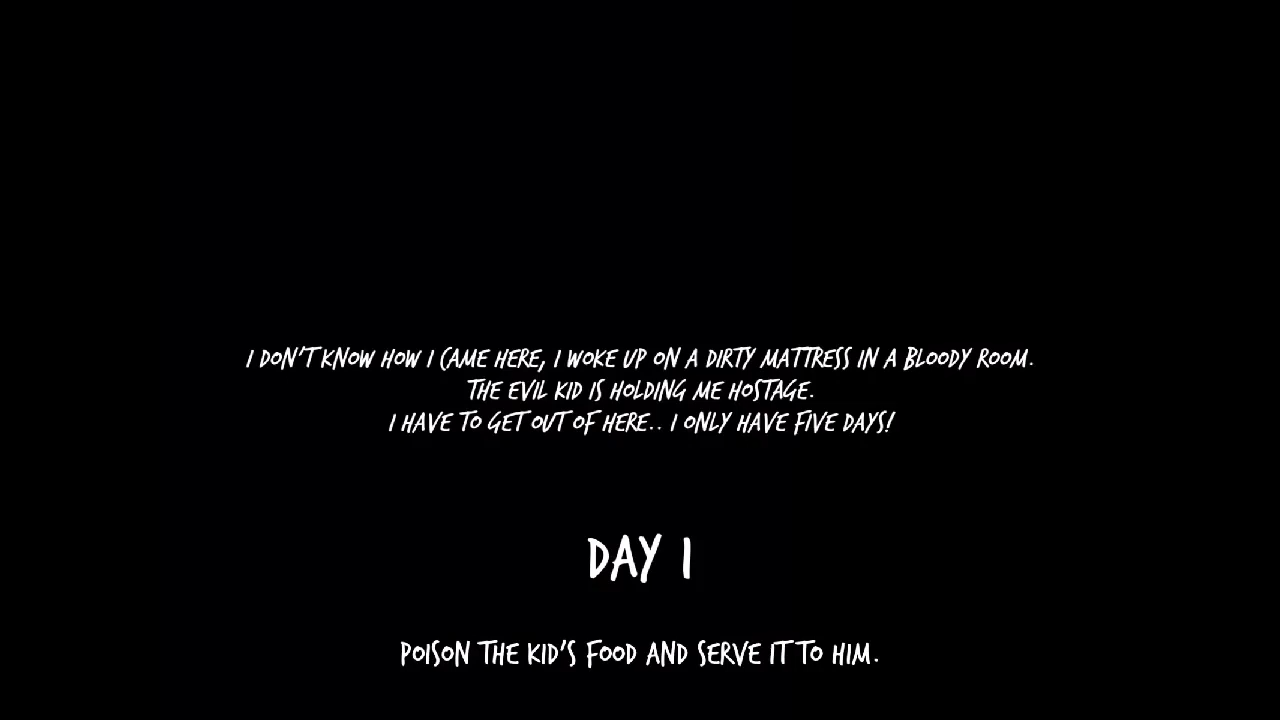 I DON'T KNOW HOW I CAME HERE, I WOKE UP ON A DIRTY MATTRESS IN A BLOODY ROOM.
THE EVIL KID IS HOLDING ME HOSTAGE.
I HAVE TO GET OUT OF HERE.. I ONLY HAVE FIVE DAYS!
DAY 1
POISON THE KID'S FOOD AND SERVE IT TO HIM.